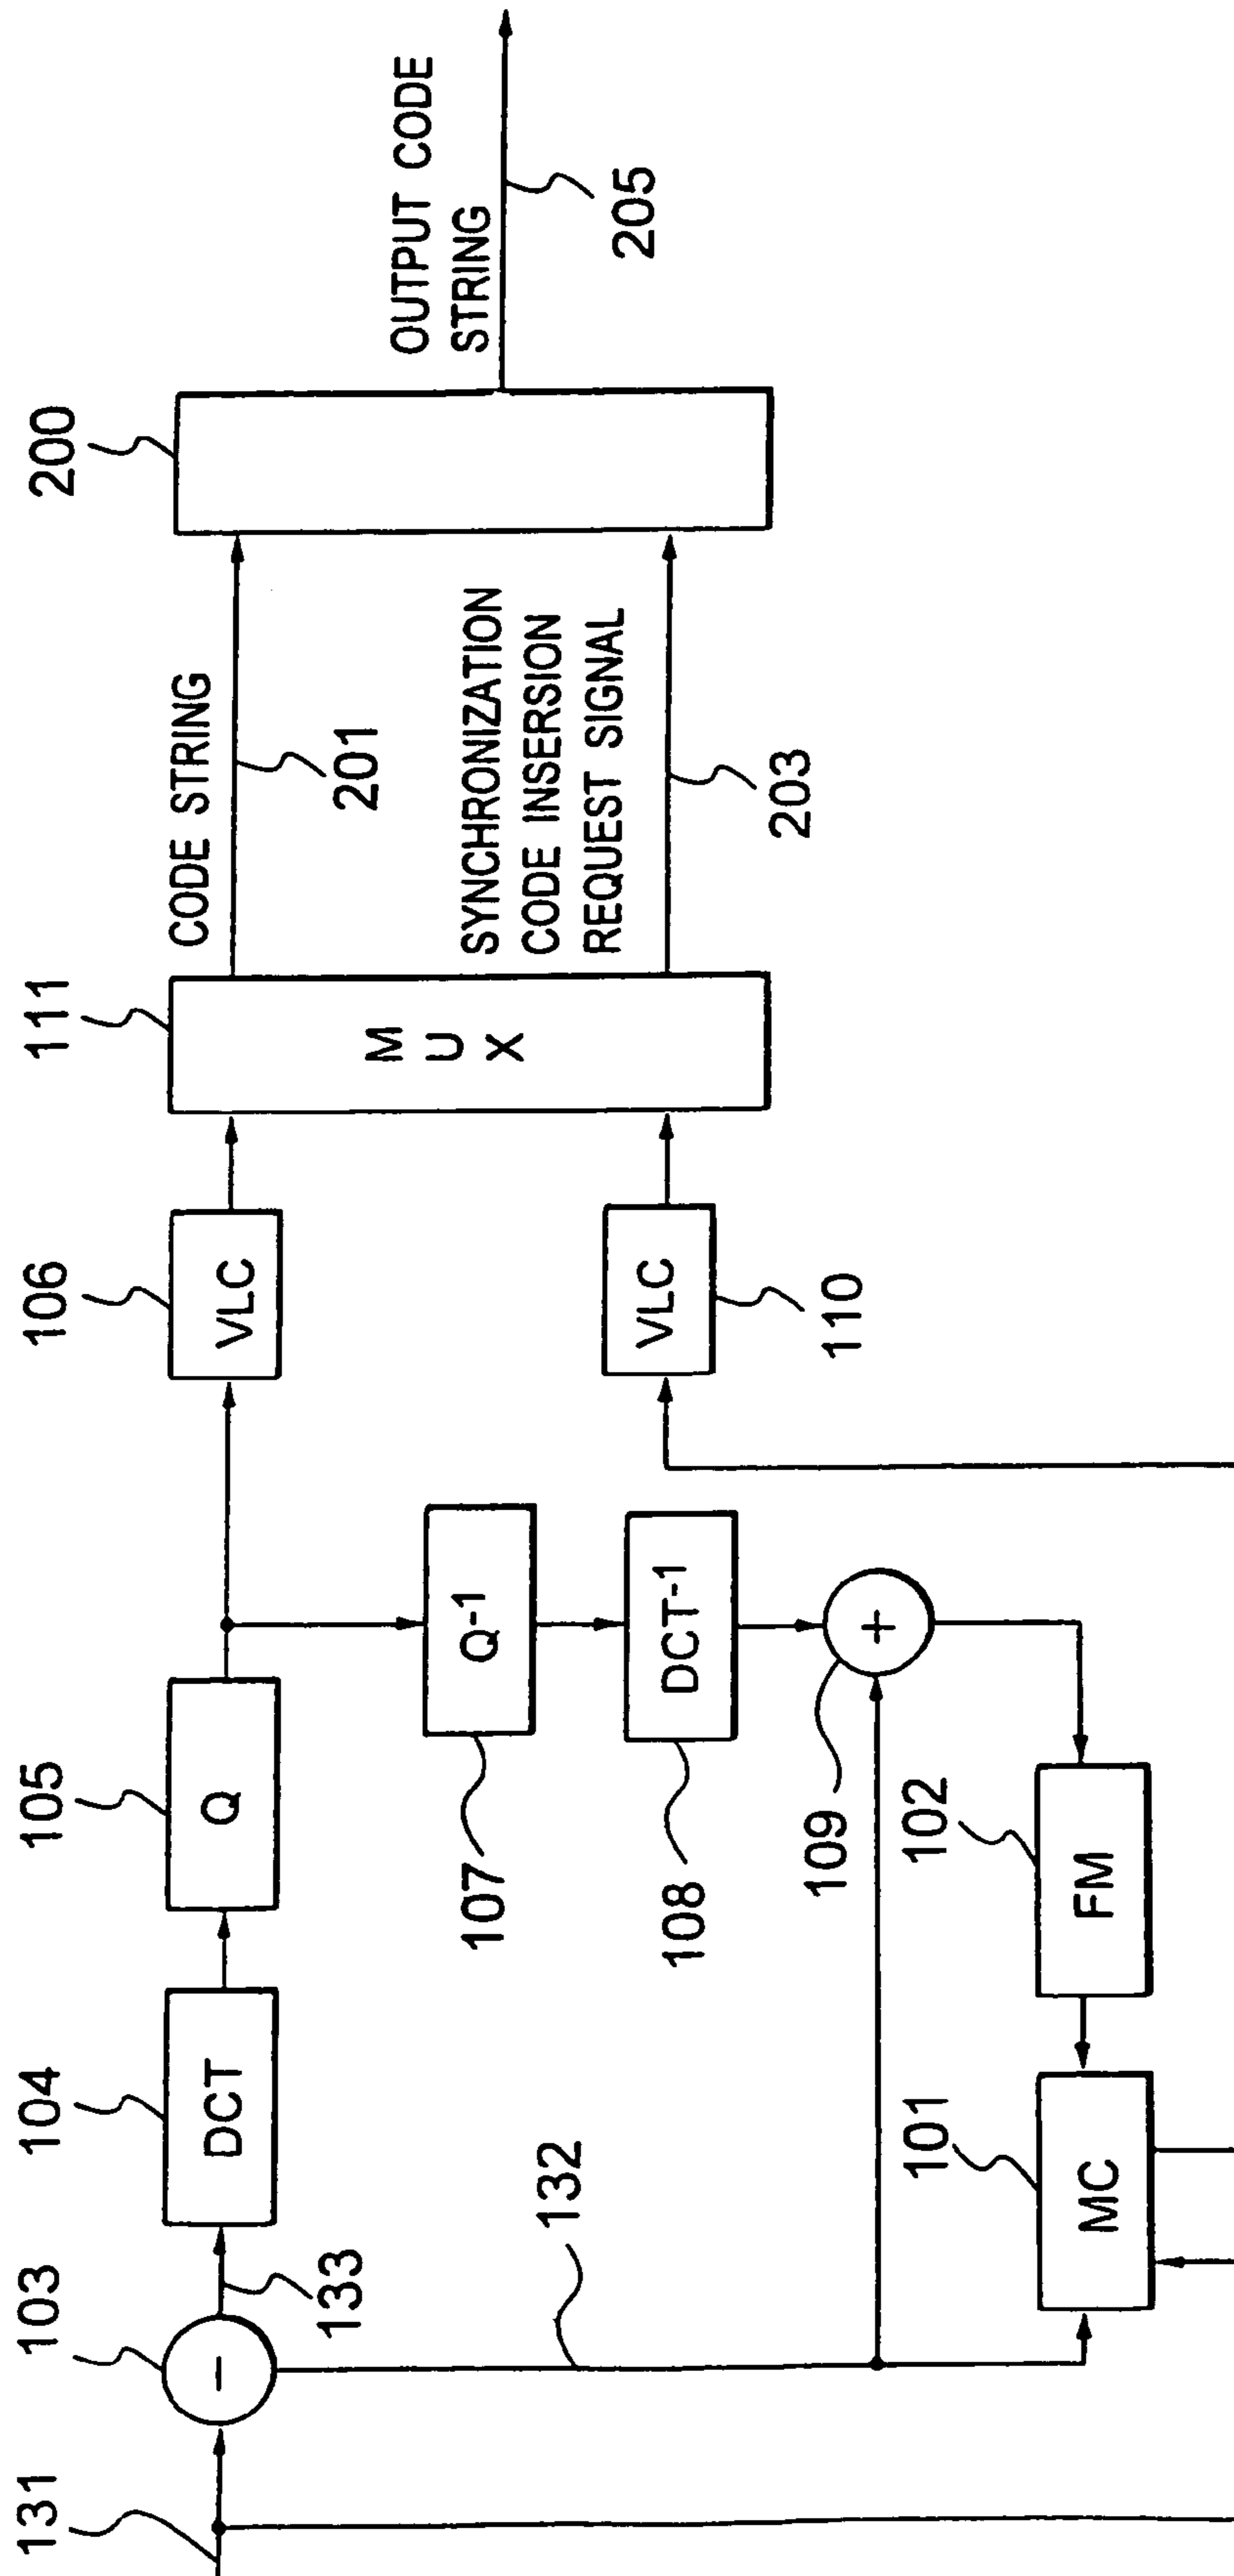 131
103
133
104
DCT
105
Q
106
VLC
111
MUX
CODE STRING
201
200
OUTPUT CODE
STRING
205
SYNCHRONIZATION
CODE INSERSION
REQUEST SIGNAL
203
VLC
110
Q-1
107
DCT-1
108
+
109
132
102
FM
101
MC
-